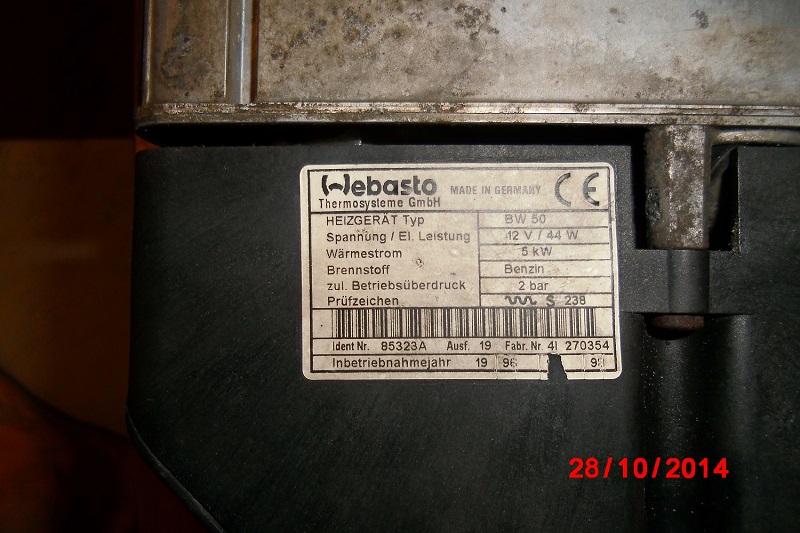 Webasto MADE IN GERMANY CE
Thermosysteme GmbH
HEIZGERÄT Typ BW 50
Spannung / El. Leistung 12 V / 44 W
Wärmestrom 5 kW
Brennstoff Benzin
zul. Betriebsüberdruck 2 bar
Prüfzeichen S 238
Ident Nr. 85323A Ausf. 19 Fabr. Nr. 4I 270354
Inbetriebnahmejahr 19 96
28/10/2014